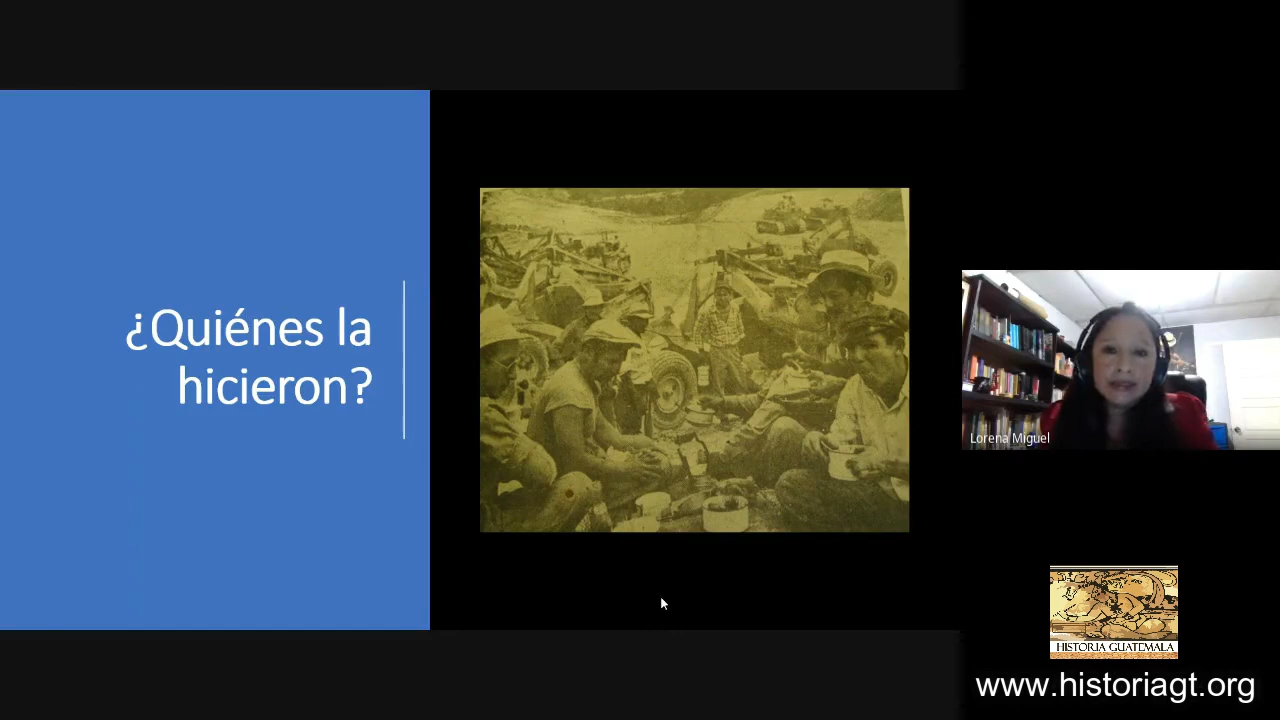 ¿Quiénes la
hicieron?
Lorena Miguel
HISTORIA GUATEMALA
www.historiagt.org